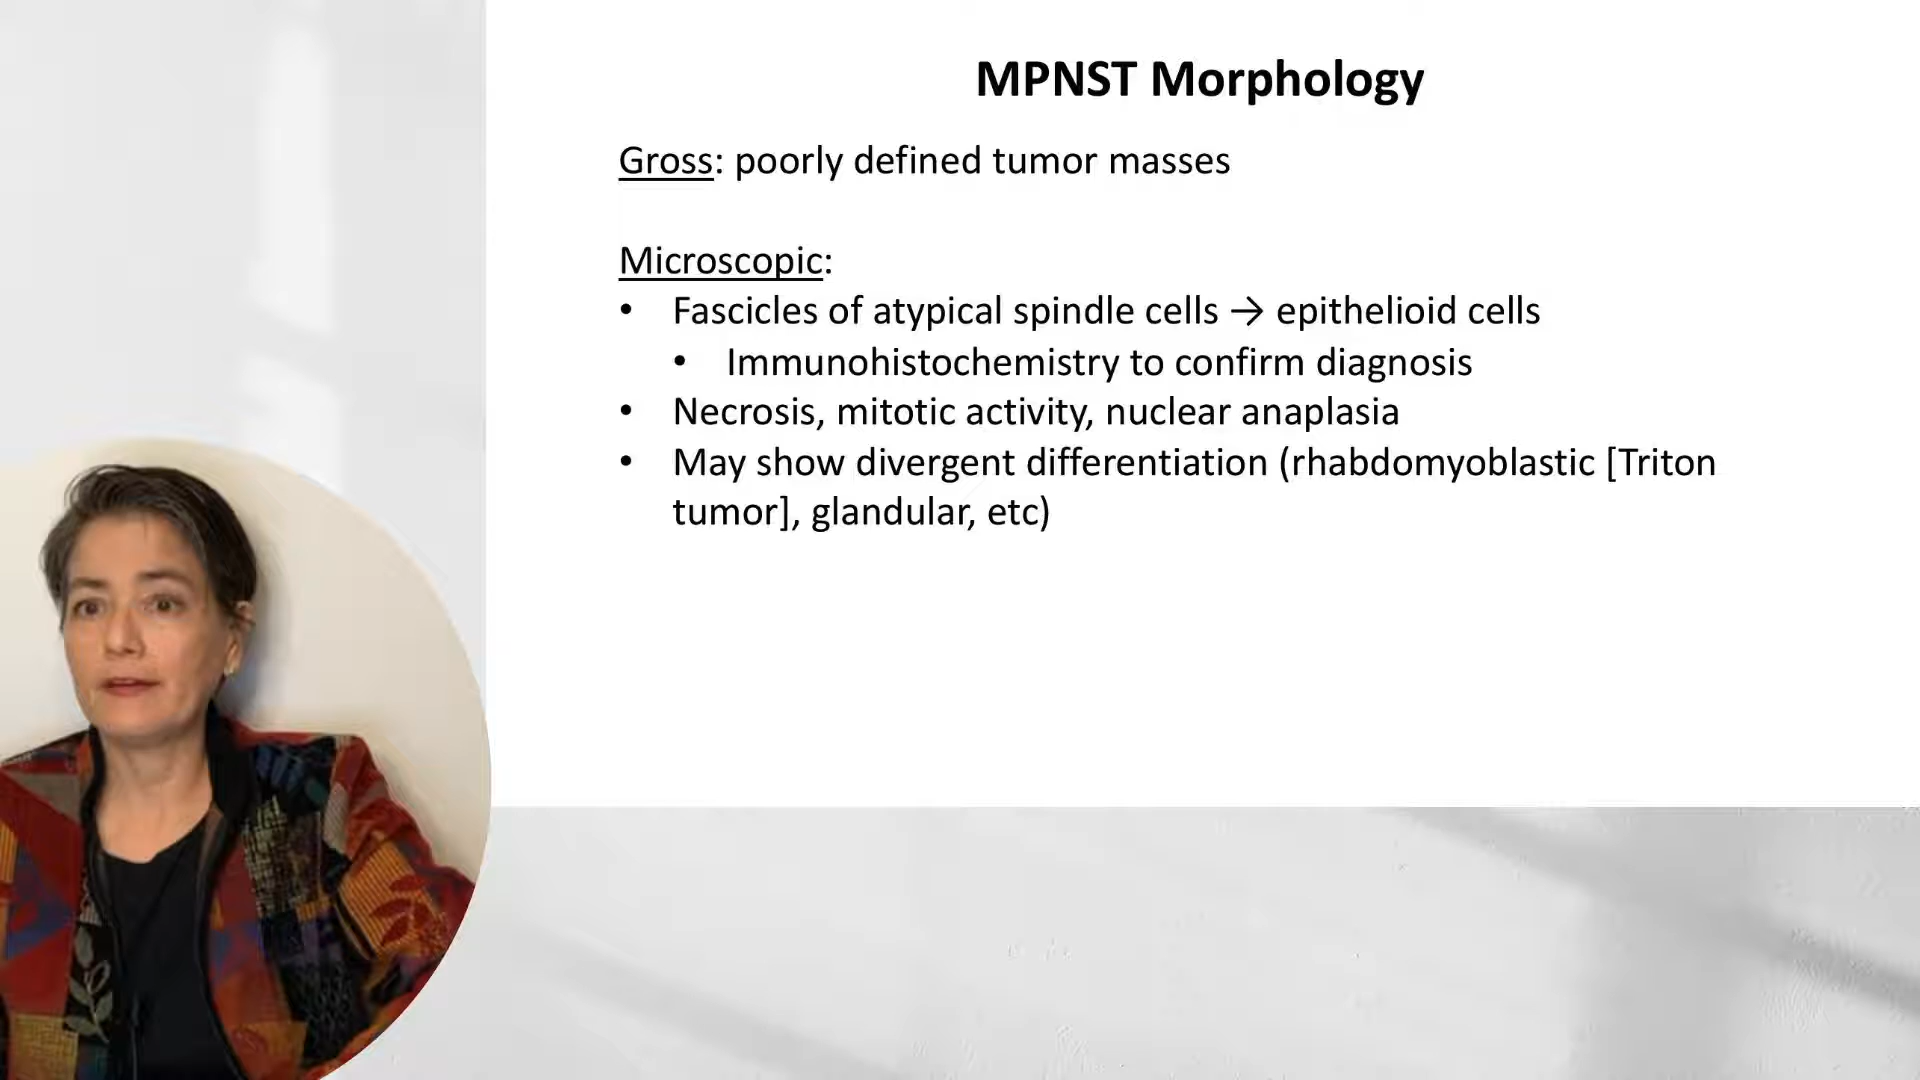 MPNST Morphology
Gross: poorly defined tumor masses
Microscopic:
• Fascicles of atypical spindle cells → epithelioid cells
• Immunohistochemistry to confirm diagnosis
• Necrosis, mitotic activity, nuclear anaplasia
• May show divergent differentiation (rhabdomyoblastic [Triton
tumor], glandular, etc)